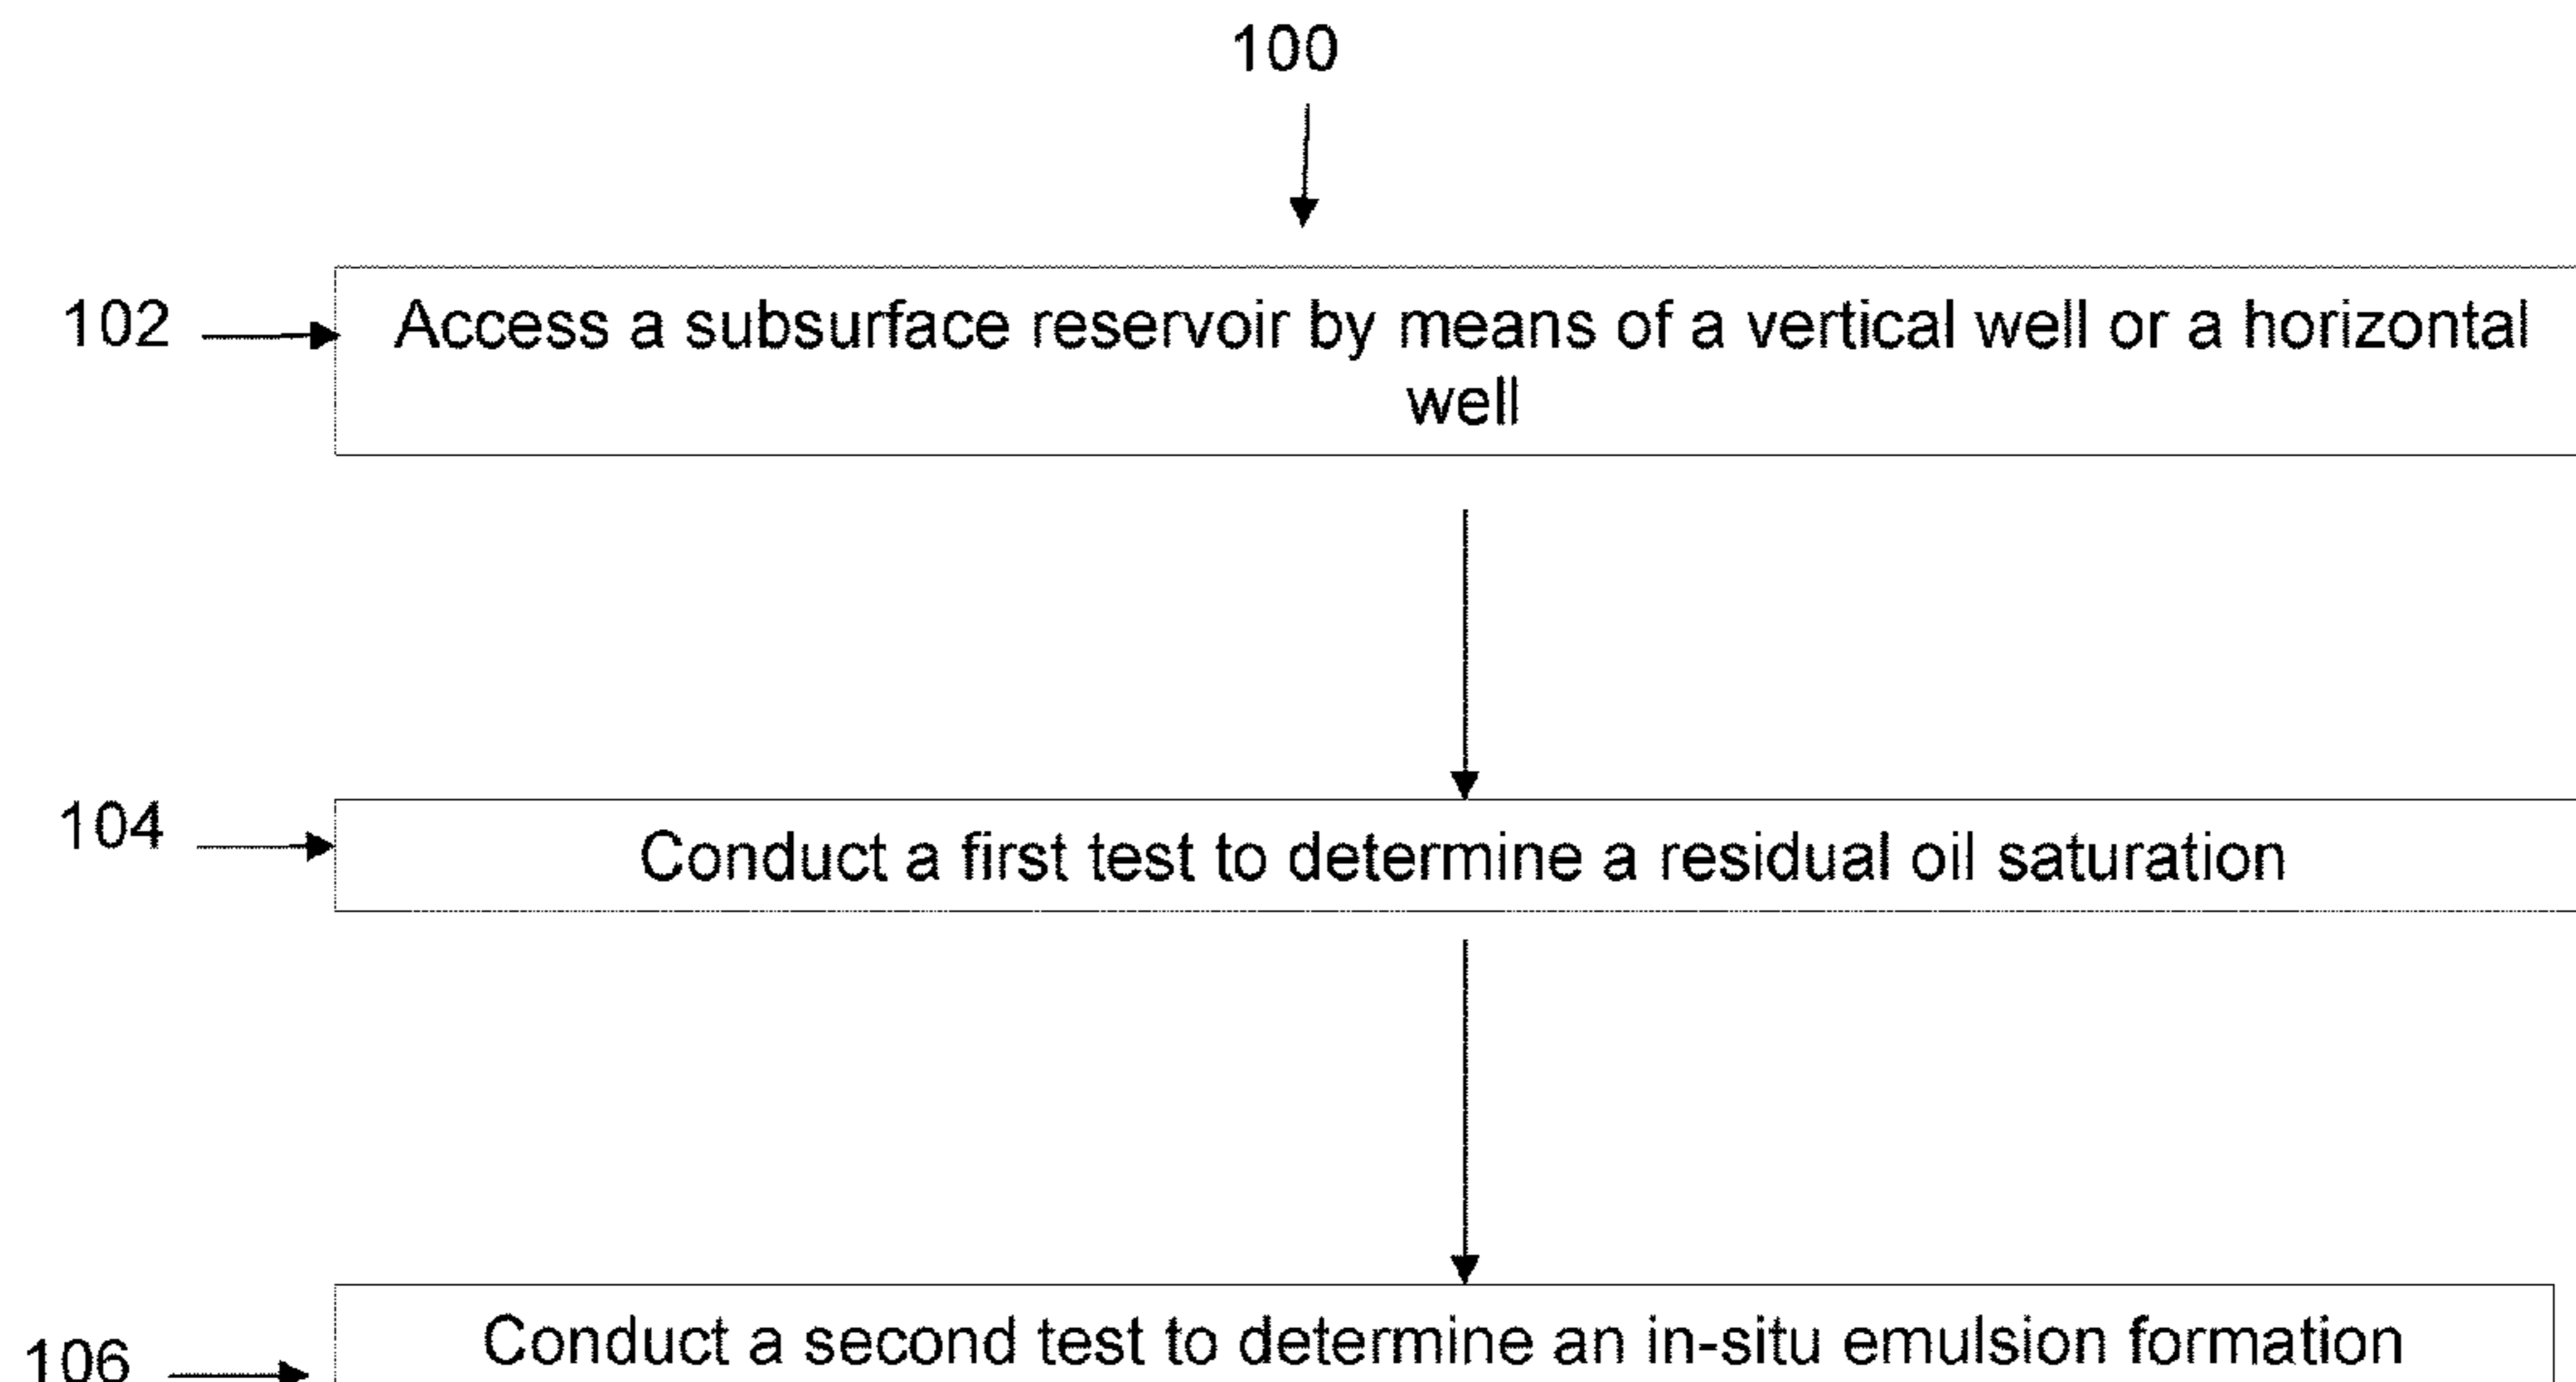 100
102
Access a subsurface reservoir by means of a vertical well or a horizontal
well
104
Conduct a first test to determine a residual oil saturation
106
Conduct a second test to determine an in-situ emulsion formation